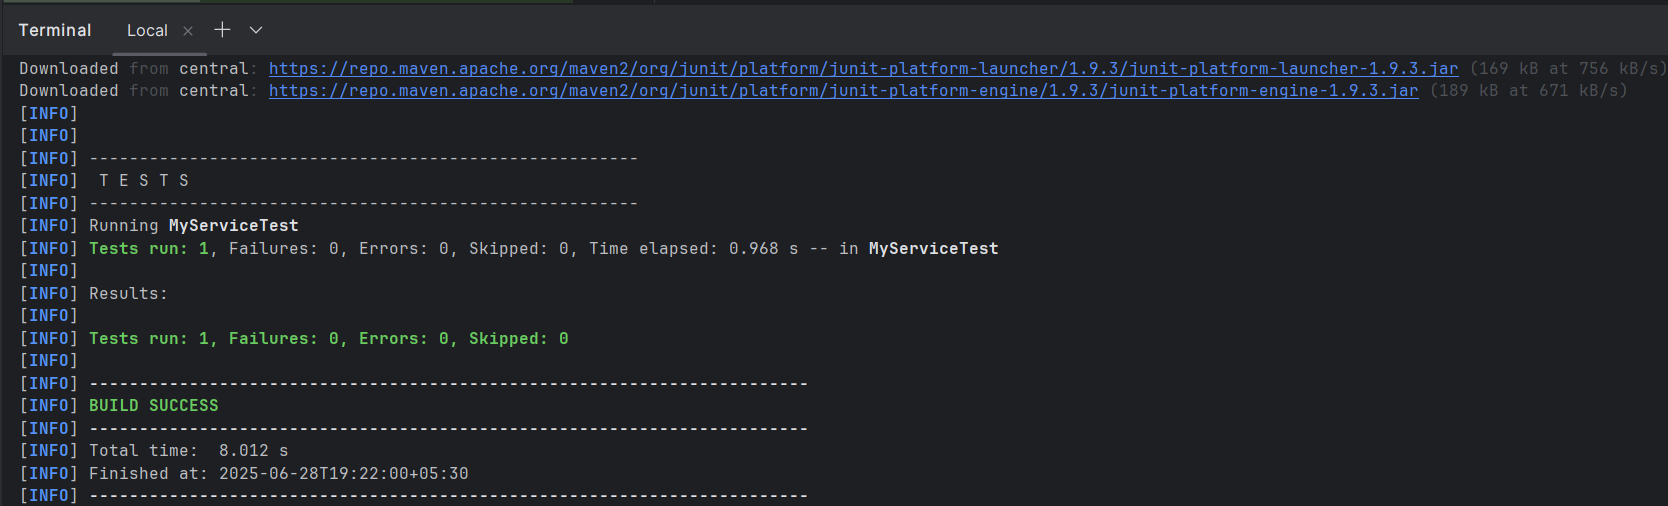 Terminal Local
Downloaded from central: https://repo.maven.apache.org/maven2/org/junit/platform/junit-platform-launcher/1.9.3/junit-platform-launcher-1.9.3.jar (169 kB at 756 kB/s)
Downloaded from central: https://repo.maven.apache.org/maven2/org/junit/platform/junit-platform-engine/1.9.3/junit-platform-engine-1.9.3.jar (189 kB at 671 kB/s)
[INFO]
[INFO]
[INFO] -------------------------------------------------------
[INFO]  T E S T S
[INFO] -------------------------------------------------------
[INFO] Running MyServiceTest
[INFO] Tests run: 1, Failures: 0, Errors: 0, Skipped: 0, Time elapsed: 0.968 s -- in MyServiceTest
[INFO]
[INFO] Results:
[INFO]
[INFO] Tests run: 1, Failures: 0, Errors: 0, Skipped: 0
[INFO]
[INFO] ------------------------------------------------------------------------
[INFO] BUILD SUCCESS
[INFO] ------------------------------------------------------------------------
[INFO] Total time:  8.012 s
[INFO] Finished at: 2025-06-28T19:22:00+05:30
[INFO] ------------------------------------------------------------------------